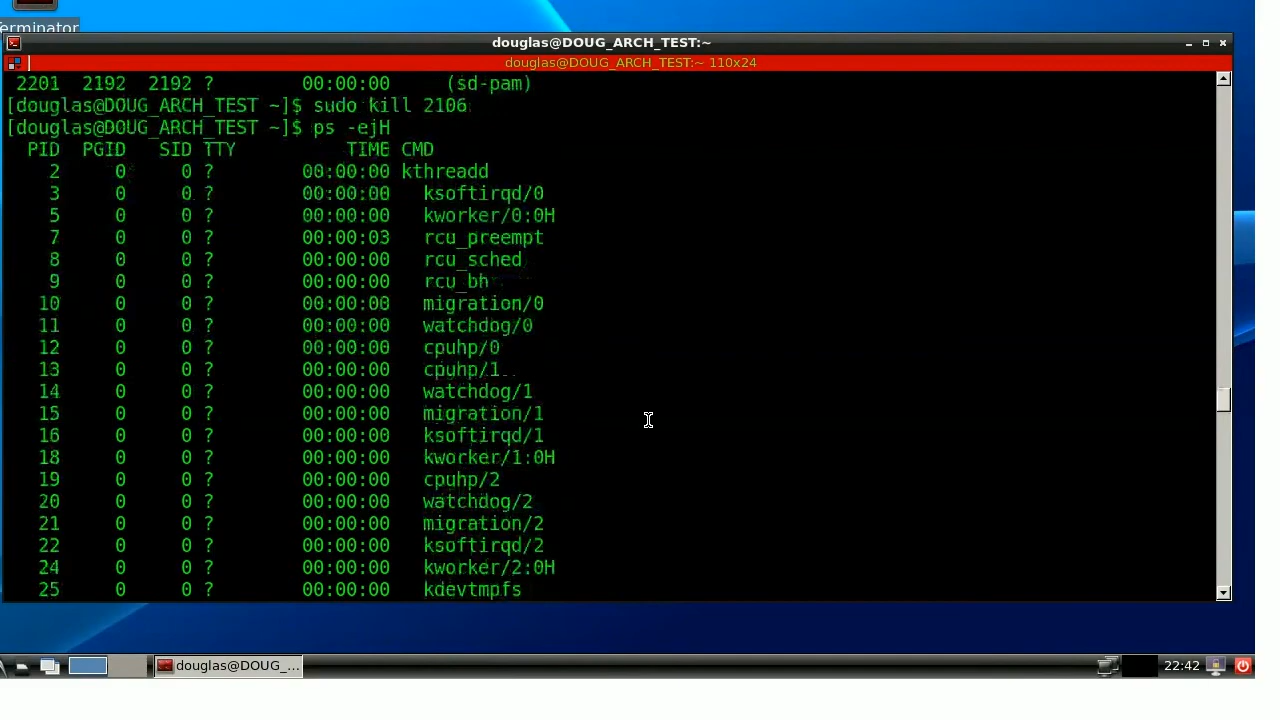 erminator
douglas@DOUG_ARCH_TEST:~
douglas@DOUG_ARCH_TEST:~ 110x24
2201 2192 2192 ? 00:00:00 (sd-pam)
[douglas@DOUG_ARCH_TEST ~]$ sudo kill 2106
[douglas@DOUG_ARCH_TEST ~]$ ps -ejH
PID PGID SID TTY TIME CMD
2 0 0 ? 00:00:00 kthreadd
3 0 0 ? 00:00:00 ksoftirqd/0
5 0 0 ? 00:00:00 kworker/0:0H
7 0 0 ? 00:00:03 rcu_preempt
8 0 0 ? 00:00:00 rcu_sched
9 0 0 ? 00:00:00 rcu_bh
10 0 0 ? 00:00:00 migration/0
11 0 0 ? 00:00:00 watchdog/0
12 0 0 ? 00:00:00 cpuhp/0
13 0 0 ? 00:00:00 cpuhp/1
14 0 0 ? 00:00:00 watchdog/1
15 0 0 ? 00:00:00 migration/1
16 0 0 ? 00:00:00 ksoftirqd/1
18 0 0 ? 00:00:00 kworker/1:0H
19 0 0 ? 00:00:00 cpuhp/2
20 0 0 ? 00:00:00 watchdog/2
21 0 0 ? 00:00:00 migration/2
22 0 0 ? 00:00:00 ksoftirqd/2
24 0 0 ? 00:00:00 kworker/2:0H
25 0 0 ? 00:00:00 kdevtmpfs
douglas@DOUG_... 22:42